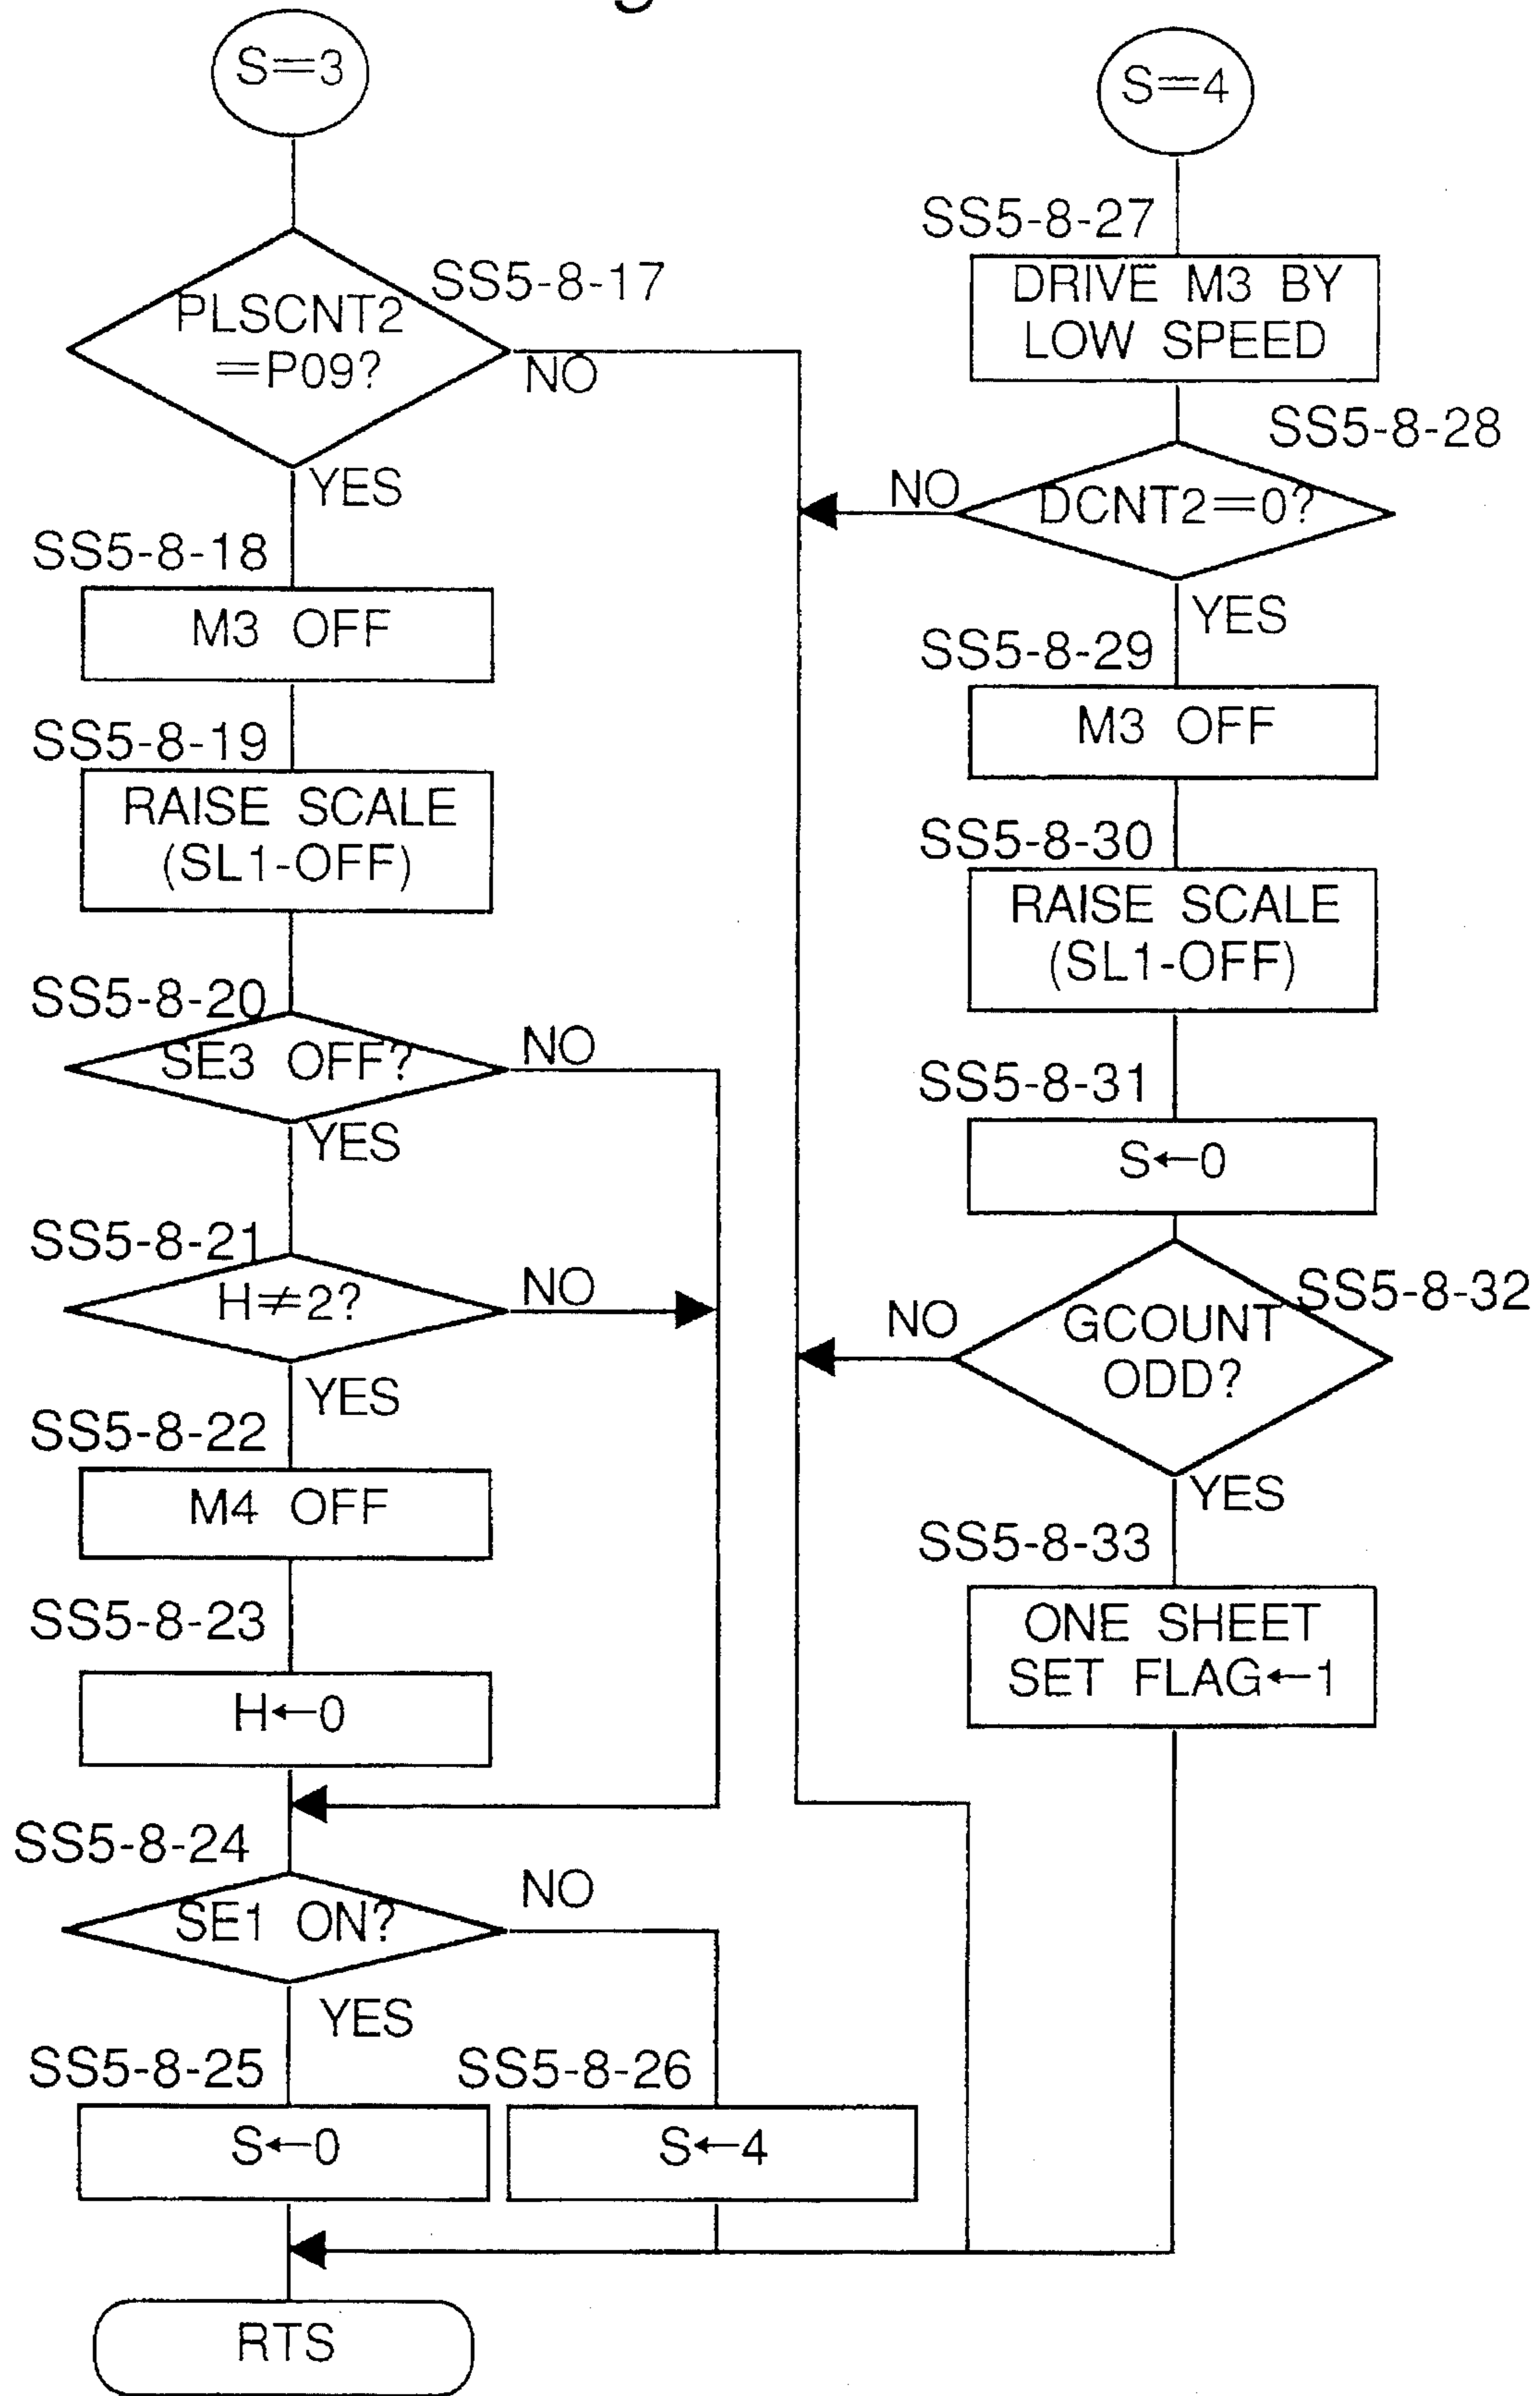 S=3
SS5-8-17
PLSCNT2
=P09?
NO
YES
SS5-8-18
M3 OFF
SS5-8-19
RAISE SCALE
(SL1-OFF)
SS5-8-20
SE3 OFF?
NO
YES
SS5-8-21
H≠2?
NO
YES
SS5-8-22
M4 OFF
SS5-8-23
H←0
SS5-8-24
SE1 ON?
NO
YES
SS5-8-25
S←0
SS5-8-26
S←4
RTS
S=4
SS5-8-27
DRIVE M3 BY
LOW SPEED
SS5-8-28
DCNT2=0?
NO
YES
SS5-8-29
M3 OFF
SS5-8-30
RAISE SCALE
(SL1-OFF)
SS5-8-31
S←0
SS5-8-32
GCOUNT
ODD?
NO
YES
SS5-8-33
ONE SHEET
SET FLAG←1